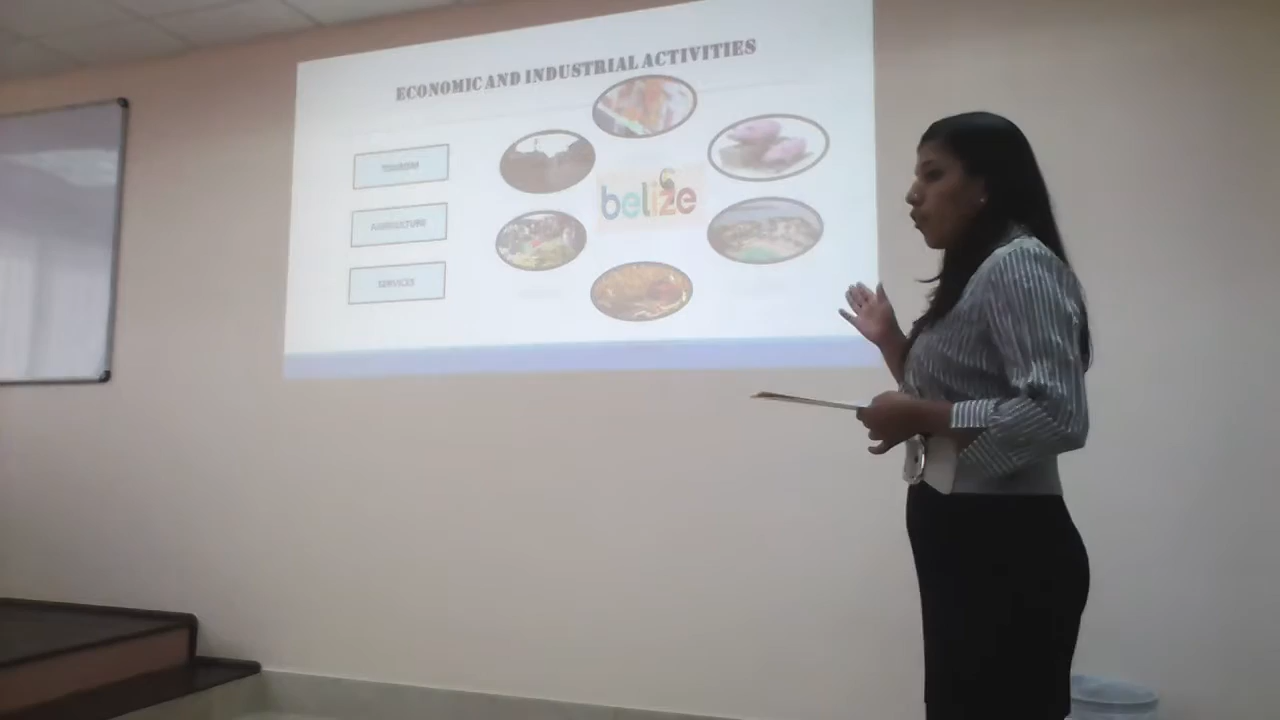 ECONOMIC AND INDUSTRIAL ACTIVITIES
TOURISM
AGRICULTURE
SERVICES
belize